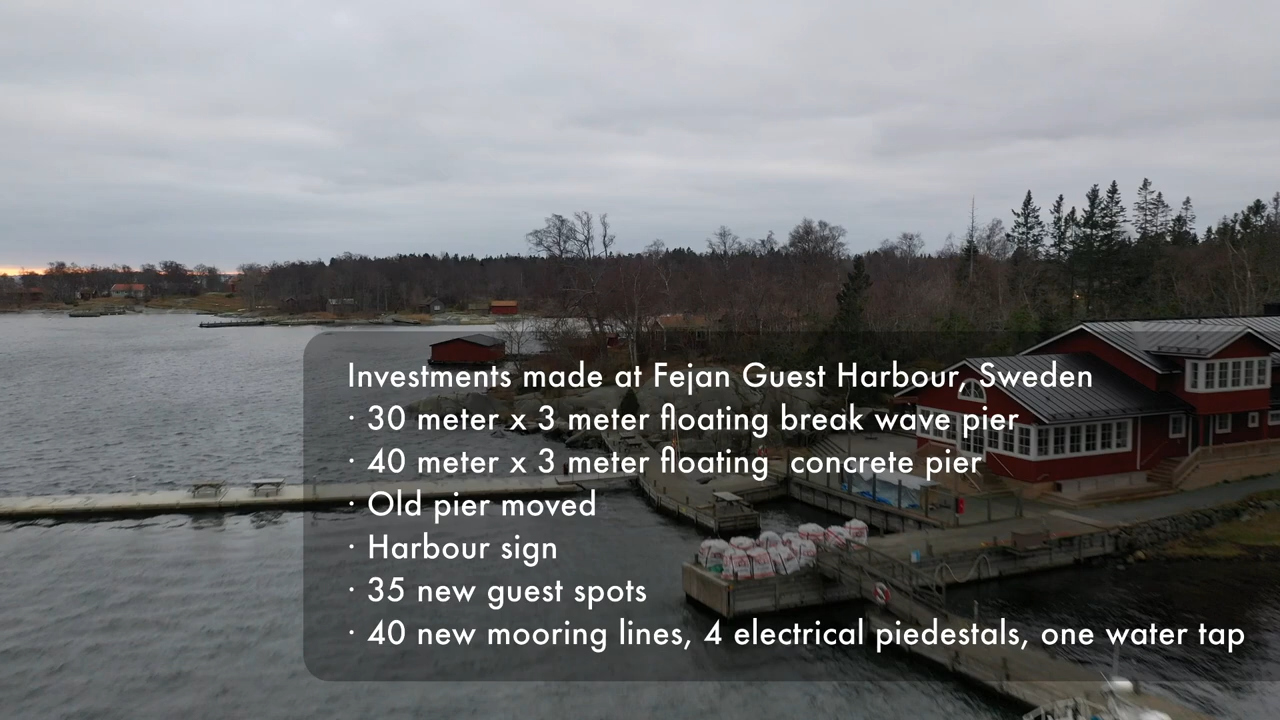 Investments made at Fejan Guest Harbour, Sweden
· 30 meter x 3 meter floating break wave pier
· 40 meter x 3 meter floating concrete pier
· Old pier moved
· Harbour sign
· 35 new guest spots
· 40 new mooring lines, 4 electrical piedestals, one water tap